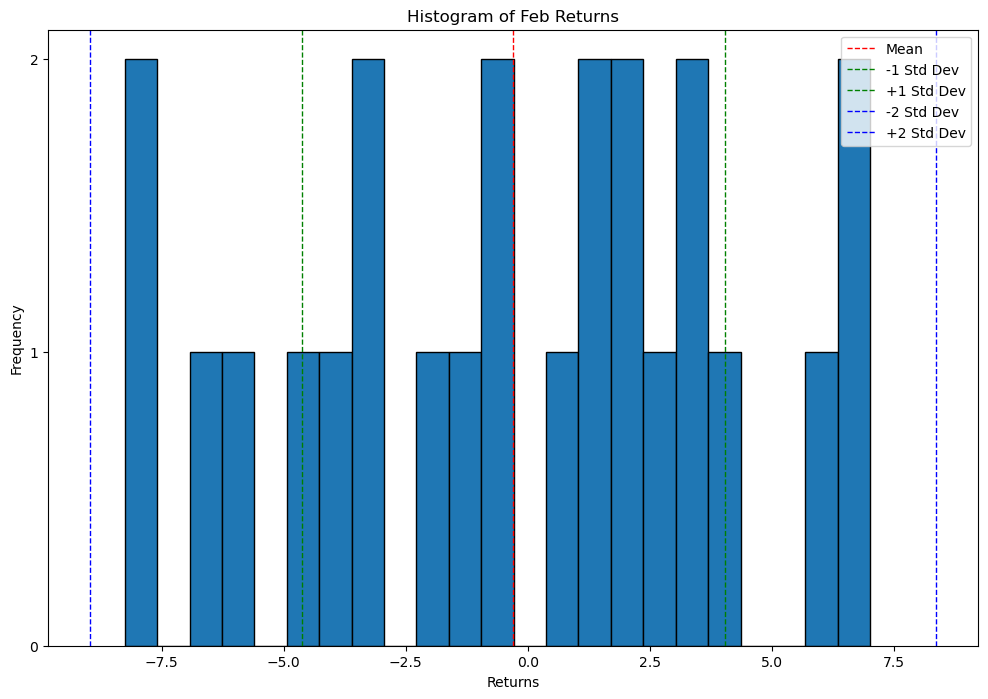 Histogram of Feb Returns
Mean
-1 Std Dev
+1 Std Dev
-2 Std Dev
+2 Std Dev
2
1
0
Frequency
−7.5 −5.0 −2.5 0.0 2.5 5.0 7.5
Returns